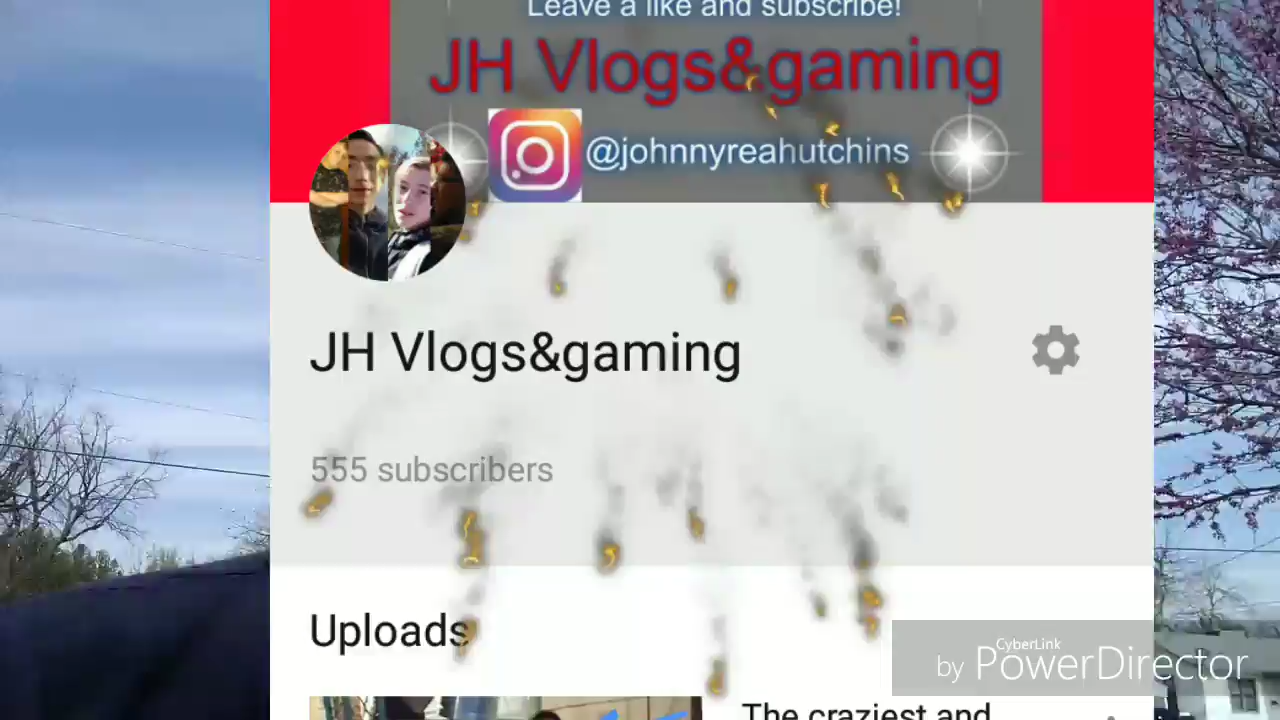 Leave a like and subscribe!
JH Vlogs&gaming
@johnnyreahutchins
JH Vlogs&gaming
555 subscribers
Uploads
CyberLink
by PowerDirector
The craziest and